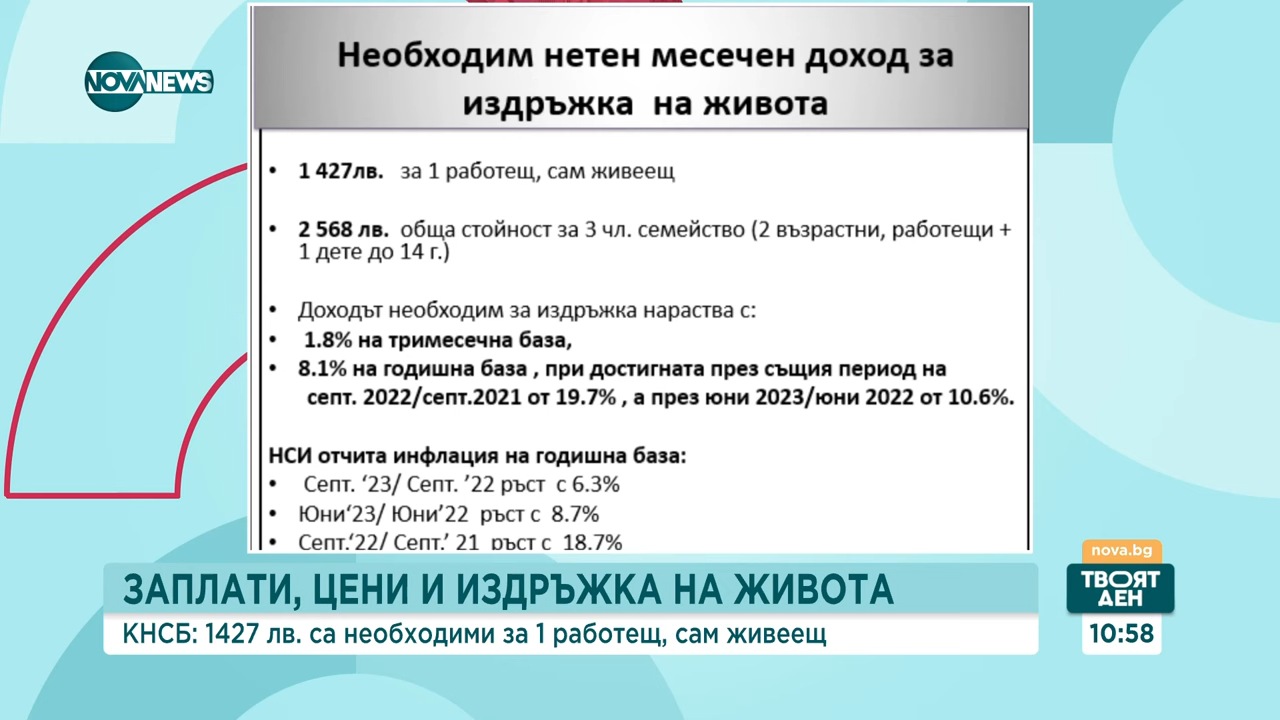 NOVANEWS
Необходим нетен месечен доход за
издръжка на живота
• 1 427лв. за 1 работещ, сам живеещ
• 2 568 лв. обща стойност за 3 чл. семейство (2 възрастни, работещи +
1 дете до 14 г.)
• Доходът необходим за издръжка нараства с:
• 1.8% на тримесечна база,
• 8.1% на годишна база , при достигната през същия период на
септ. 2022/септ.2021 от 19.7% , а през юни 2023/юни 2022 от 10.6%.
НСИ отчита инфлация на годишна база:
• Септ. ‘23/ Септ. ’22 ръст с 6.3%
• Юни‘23/ Юни’22 ръст с 8.7%
• Септ.‘22/ Септ.’ 21 ръст с 18.7%
ЗАПЛАТИ, ЦЕНИ И ИЗДРЪЖКА НА ЖИВОТА
КНСБ: 1427 лв. са необходими за 1 работещ, сам живеещ
nova.bg
ТВОЯТ
ДЕН
10:58